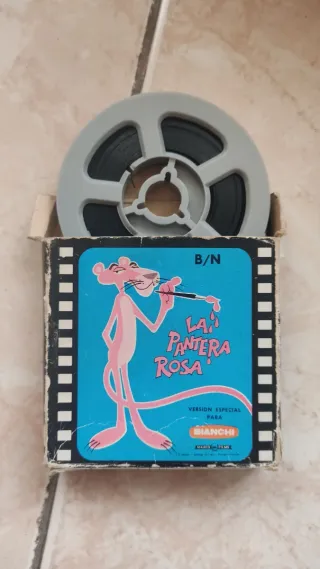 B/N
LA
PANTERA
ROSA
VERSION ESPECIAL
PARA
BIANCHI